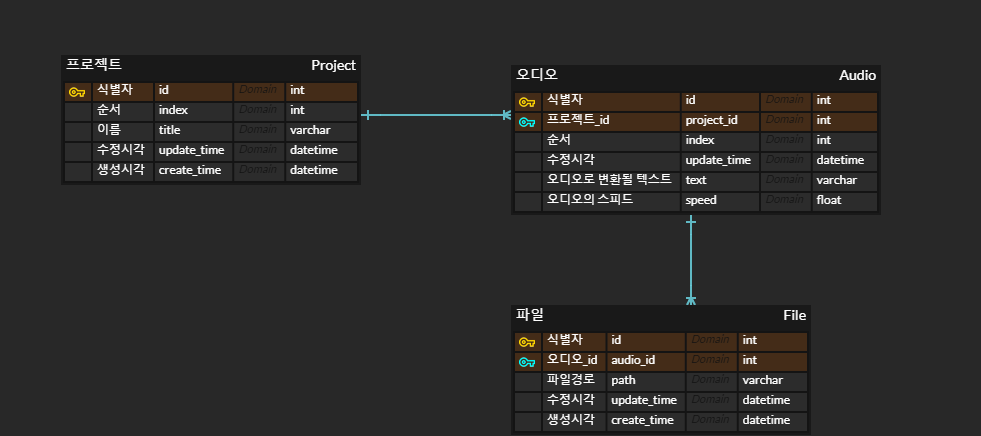 프로젝트 Project
식별자 id Domain int
순서 index Domain int
이름 title Domain varchar
수정시각 update_time Domain datetime
생성시각 create_time Domain datetime
오디오 Audio
식별자 id Domain int
프로젝트_id project_id Domain int
순서 index Domain int
수정시각 update_time Domain datetime
오디오로 변환될 텍스트 text Domain varchar
오디오의 스피드 speed Domain float
파일 File
식별자 id Domain int
오디오_id audio_id Domain int
파일경로 path Domain varchar
수정시각 update_time Domain datetime
생성시각 create_time Domain datetime